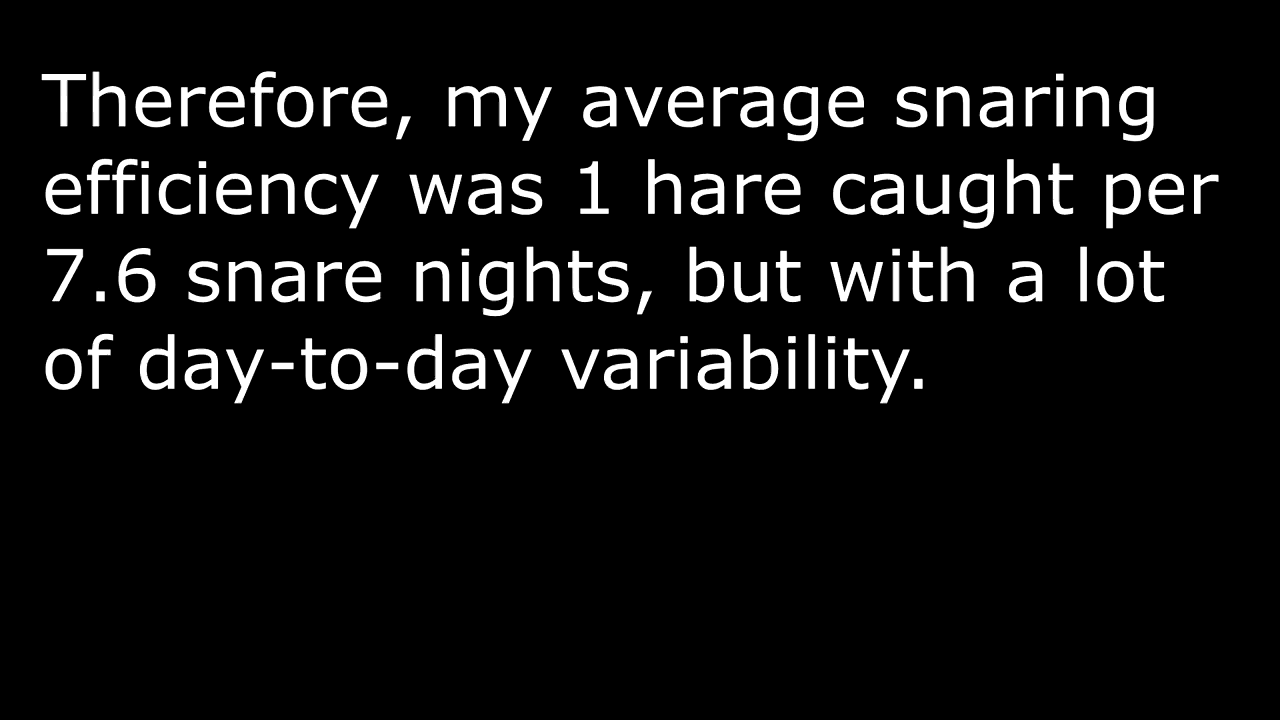 Therefore, my average snaring
efficiency was 1 hare caught per
7.6 snare nights, but with a lot
of day-to-day variability.